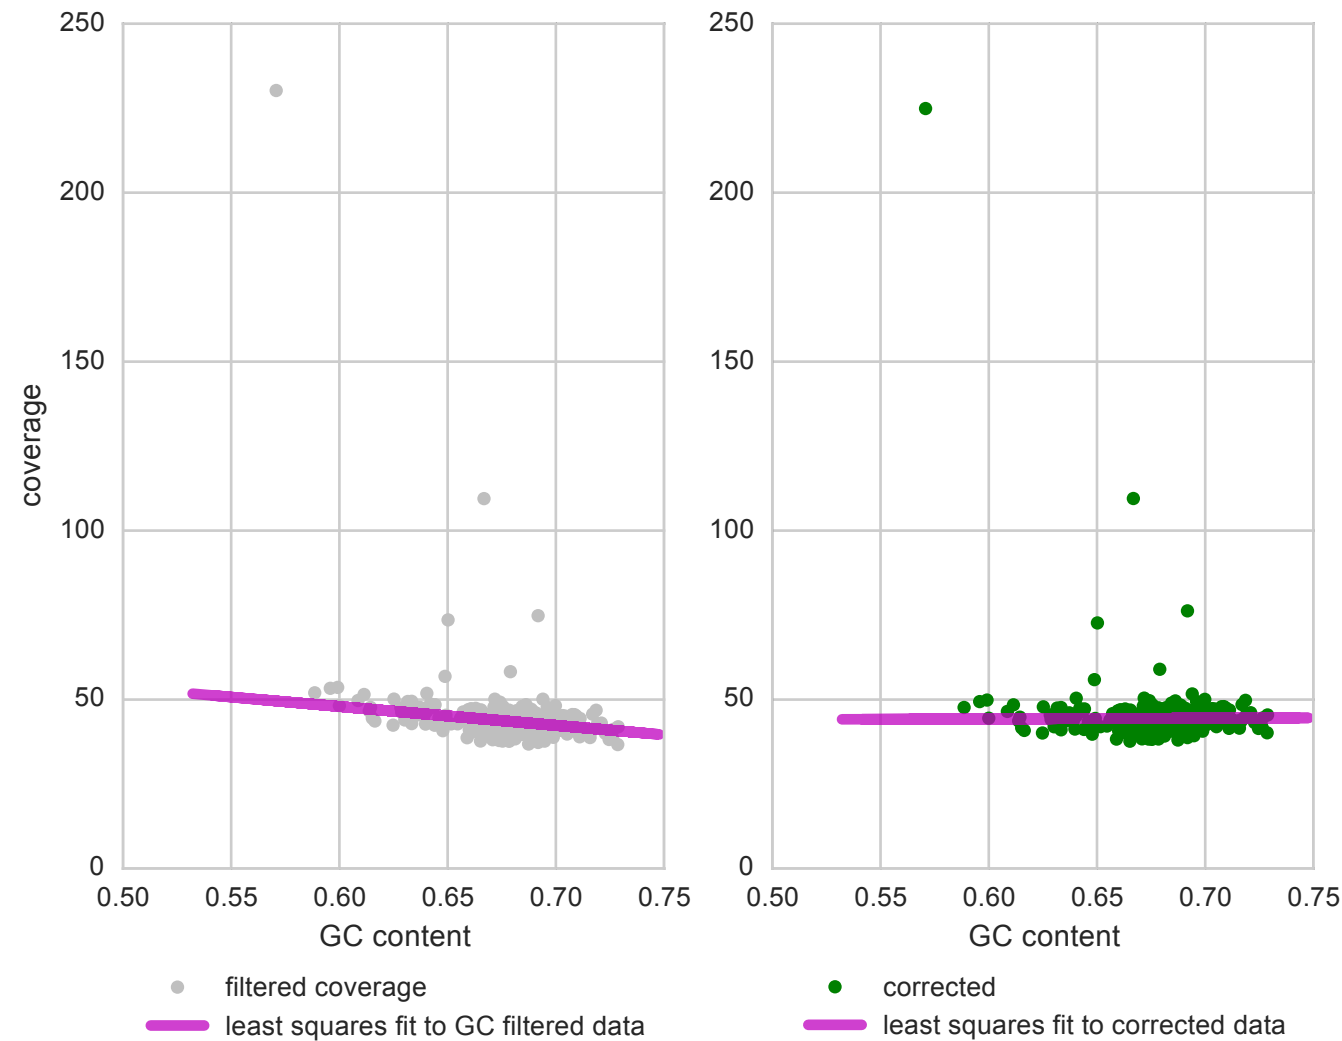 250
200
150
100
50
0
coverage
0.50 0.55 0.60 0.65 0.70 0.75
GC content
filtered coverage
least squares fit to GC filtered data
250
200
150
100
50
0
0.50 0.55 0.60 0.65 0.70 0.75
GC content
corrected
least squares fit to corrected data